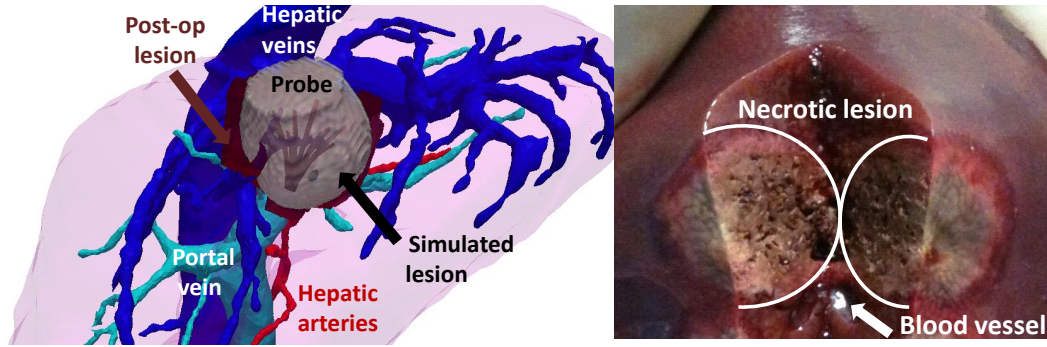 Post-op
lesion
Hepatic
veins
Probe
Simulated
lesion
Portal
vein
Hepatic
arteries
Necrotic lesion
Blood vessel